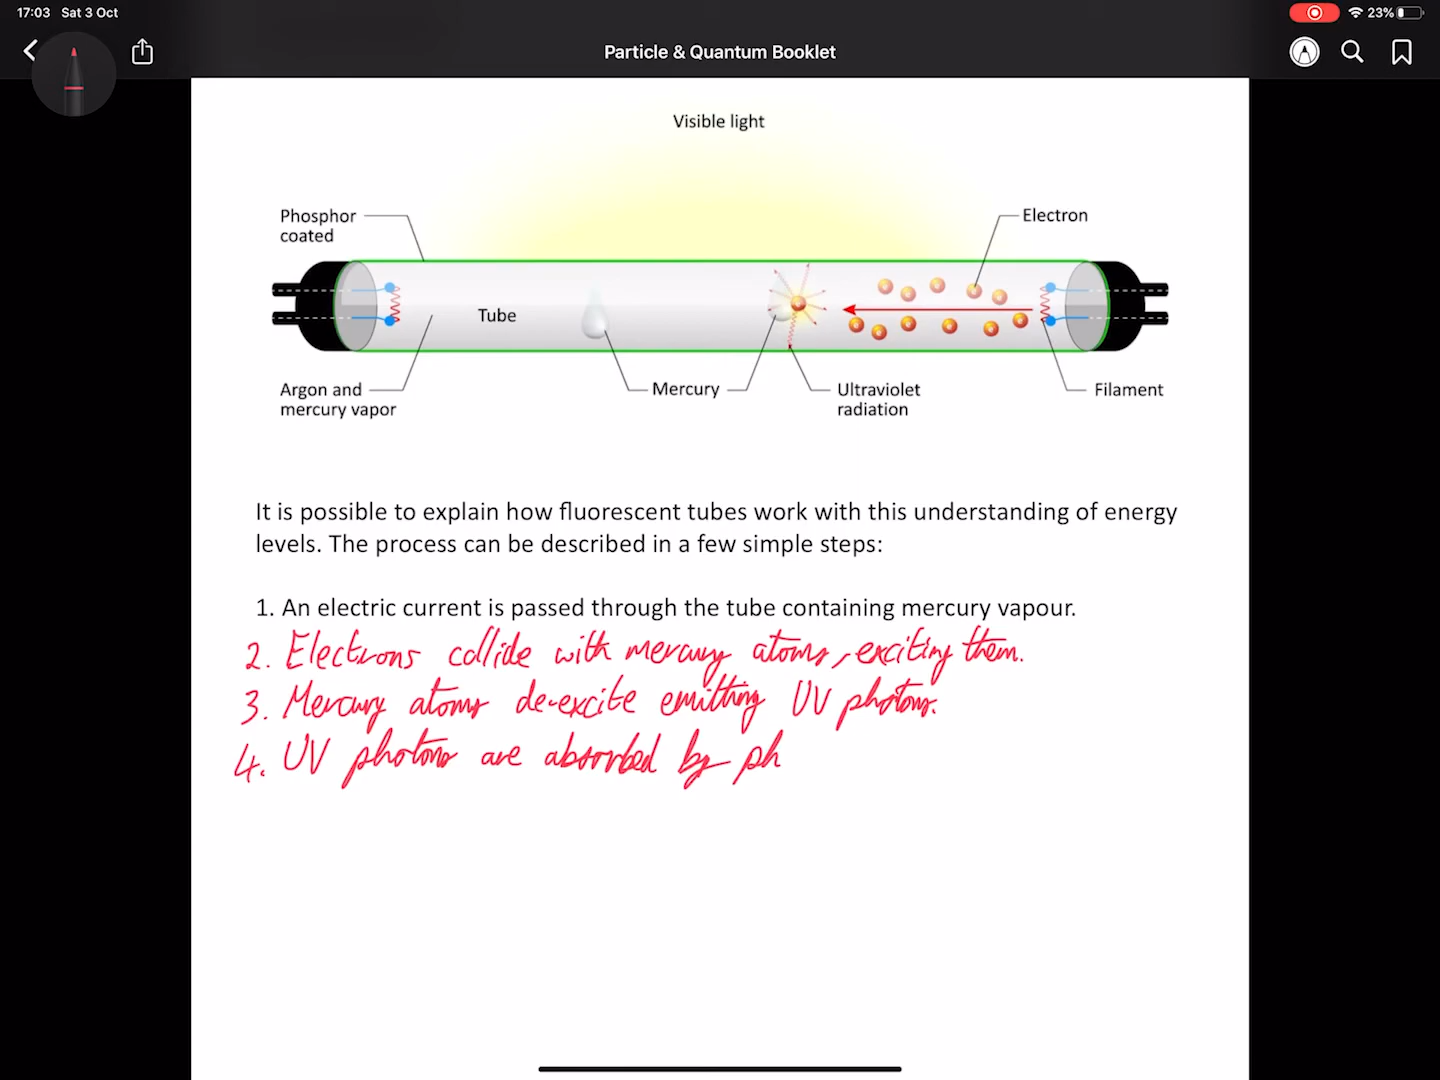 17:03 Sat 3 Oct
23%
Particle & Quantum Booklet
Visible light
Phosphor
coated
Electron
Tube
Argon and
mercury vapor
Mercury
Ultraviolet
radiation
Filament
It is possible to explain how fluorescent tubes work with this understanding of energy
levels. The process can be described in a few simple steps:
1. An electric current is passed through the tube containing mercury vapour.
2. Electrons collide with mercury atoms, exciting them.
3. Mercury atoms de-excite emitting UV photons.
4. UV photons are absorbed by ph